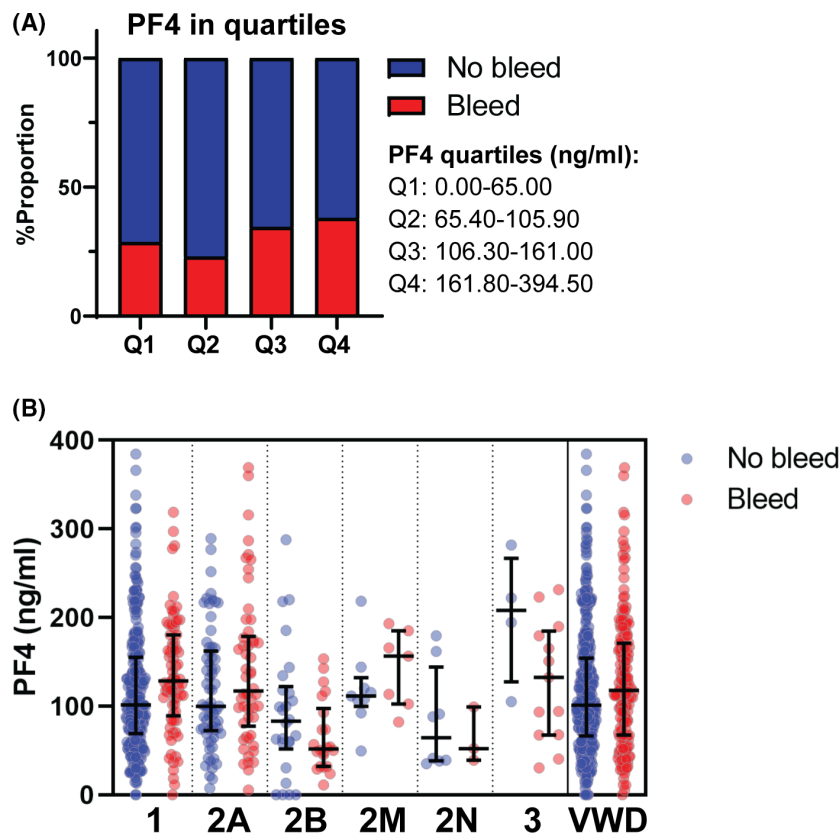 (A)
PF4 in quartiles
%Proportion
100
50
0
Q1 Q2 Q3 Q4
No bleed
Bleed
PF4 quartiles (ng/ml):
Q1: 0.00-65.00
Q2: 65.40-105.90
Q3: 106.30-161.00
Q4: 161.80-394.50
(B)
PF4 (ng/ml)
400
300
200
100
0
1 2A 2B 2M 2N 3 VWD
No bleed
Bleed